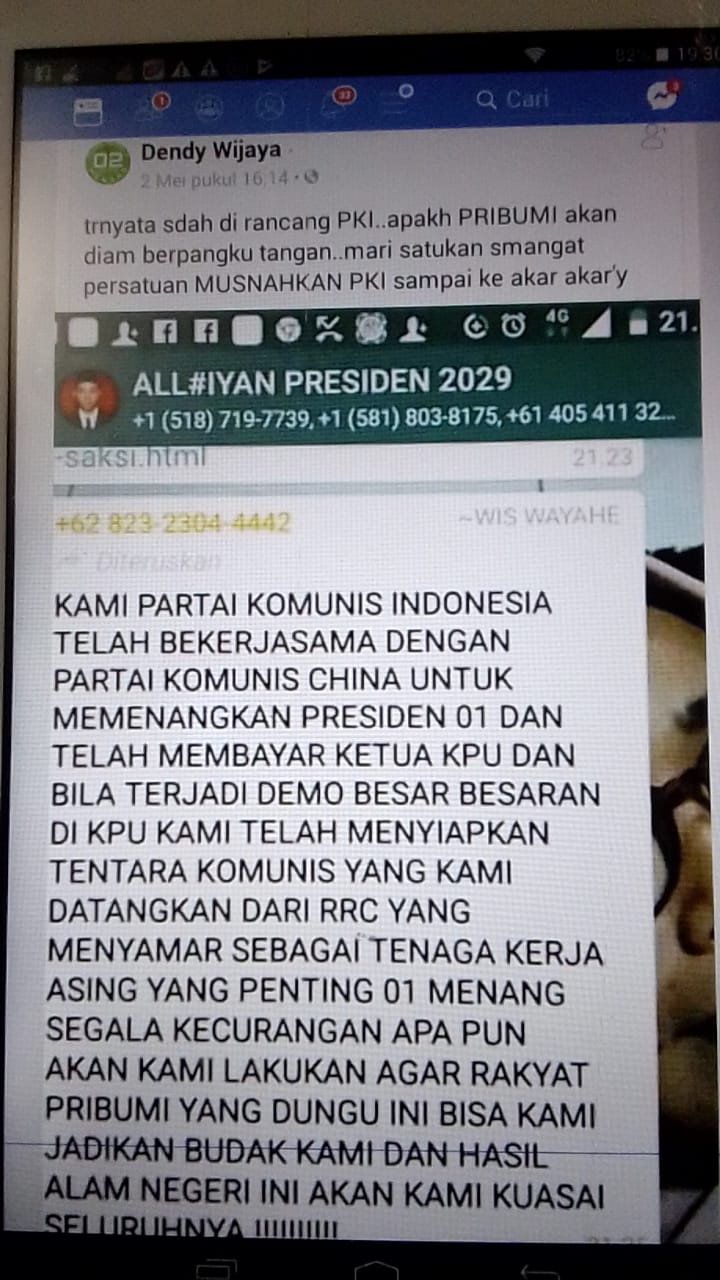 82% 19.36
1
33
Cari
02
Dendy Wijaya
2 Mei pukul 16.14 •
trnyata sdah di rancang PKI..apakh PRIBUMI akan
diam berpangku tangan..mari satukan smangat
persatuan MUSNAHKAN PKI sampai ke akar akar'y
4G 21.
ALL#IYAN PRESIDEN 2029
+1 (518) 719-7739, +1 (581) 803-8175, +61 405 411 32...
-saksi.html 21.23
+62 823-2304-4442 ~WIS WAYAHE
Diteruskan
KAMI PARTAI KOMUNIS INDONESIA
TELAH BEKERJASAMA DENGAN
PARTAI KOMUNIS CHINA UNTUK
MEMENANGKAN PRESIDEN 01 DAN
TELAH MEMBAYAR KETUA KPU DAN
BILA TERJADI DEMO BESAR BESARAN
DI KPU KAMI TELAH MENYIAPKAN
TENTARA KOMUNIS YANG KAMI
DATANGKAN DARI RRC YANG
MENYAMAR SEBAGAI TENAGA KERJA
ASING YANG PENTING 01 MENANG
SEGALA KECURANGAN APA PUN
AKAN KAMI LAKUKAN AGAR RAKYAT
PRIBUMI YANG DUNGU INI BISA KAMI
JADIKAN BUDAK KAMI DAN HASIL
ALAM NEGERI INI AKAN KAMI KUASAI
SELURUHNYA !!!!!!!!!!!